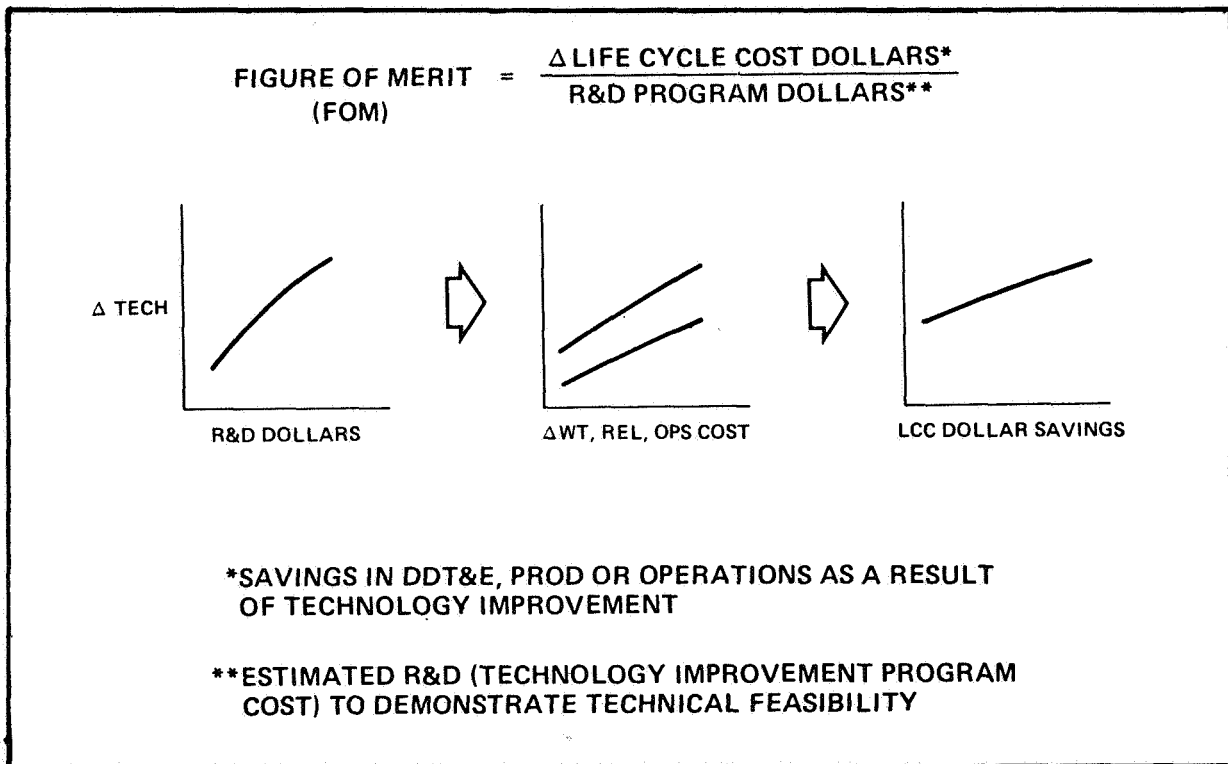 FIGURE OF MERIT = Δ LIFE CYCLE COST DOLLARS*
(FOM) R&D PROGRAM DOLLARS**
Δ TECH
R&D DOLLARS
ΔWT, REL, OPS COST
LCC DOLLAR SAVINGS
*SAVINGS IN DDT&E, PROD OR OPERATIONS AS A RESULT
OF TECHNOLOGY IMPROVEMENT
**ESTIMATED R&D (TECHNOLOGY IMPROVEMENT PROGRAM
COST) TO DEMONSTRATE TECHNICAL FEASIBILITY